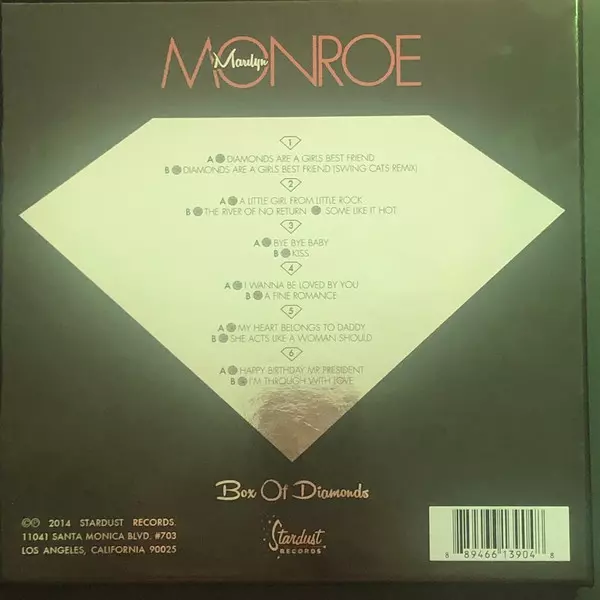 Marilyn
MONROE
1
A DIAMONDS ARE A GIRLS BEST FRIEND
B DIAMONDS ARE A GIRLS BEST FRIEND (SWING CATS REMIX)
2
A A LITTLE GIRL FROM LITTLE ROCK
B THE RIVER OF NO RETURN SOME LIKE IT HOT
3
A BYE BYE BABY
B KISS
4
A I WANNA BE LOVED BY YOU
B A FINE ROMANCE
5
A MY HEART BELONGS TO DADDY
B SHE ACTS LIKE A WOMAN SHOULD
6
A HAPPY BIRTHDAY MR PRESIDENT
B I'M THROUGH WITH LOVE
Box Of Diamonds
©℗ 2014 STARDUST RECORDS.
11041 SANTA MONICA BLVD. #703
LOS ANGELES, CALIFORNIA 90025
Stardust
RECORDS
8 89466 13904 8